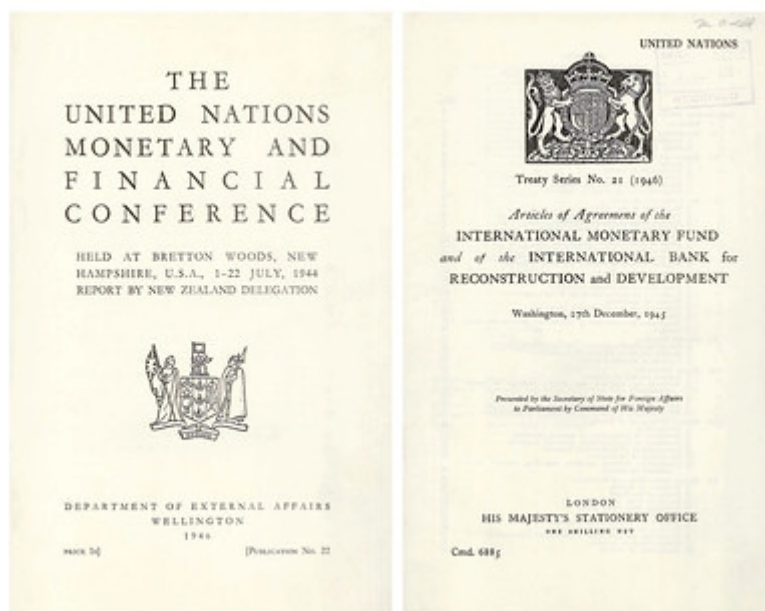 THE
UNITED NATIONS
MONETARY AND
FINANCIAL
CONFERENCE
HELD AT BRETTON WOODS, NEW
HAMPSHIRE, U.S.A., 1-22 JULY, 1944
REPORT BY NEW ZEALAND DELEGATION
DEPARTMENT OF EXTERNAL AFFAIRS
WELLINGTON
1946
[PUBLICATION No. 22
UNITED NATIONS
Treaty Series No. 21 (1946)
Articles of Agreement of the
INTERNATIONAL MONETARY FUND
and of the INTERNATIONAL BANK for
RECONSTRUCTION and DEVELOPMENT
Washington, 27th December, 1945
Presented by the Secretary of State for Foreign Affairs
to Parliament by Command of His Majesty
LONDON
HIS MAJESTY'S STATIONERY OFFICE
ONE SHILLING NET
Cmd. 6885